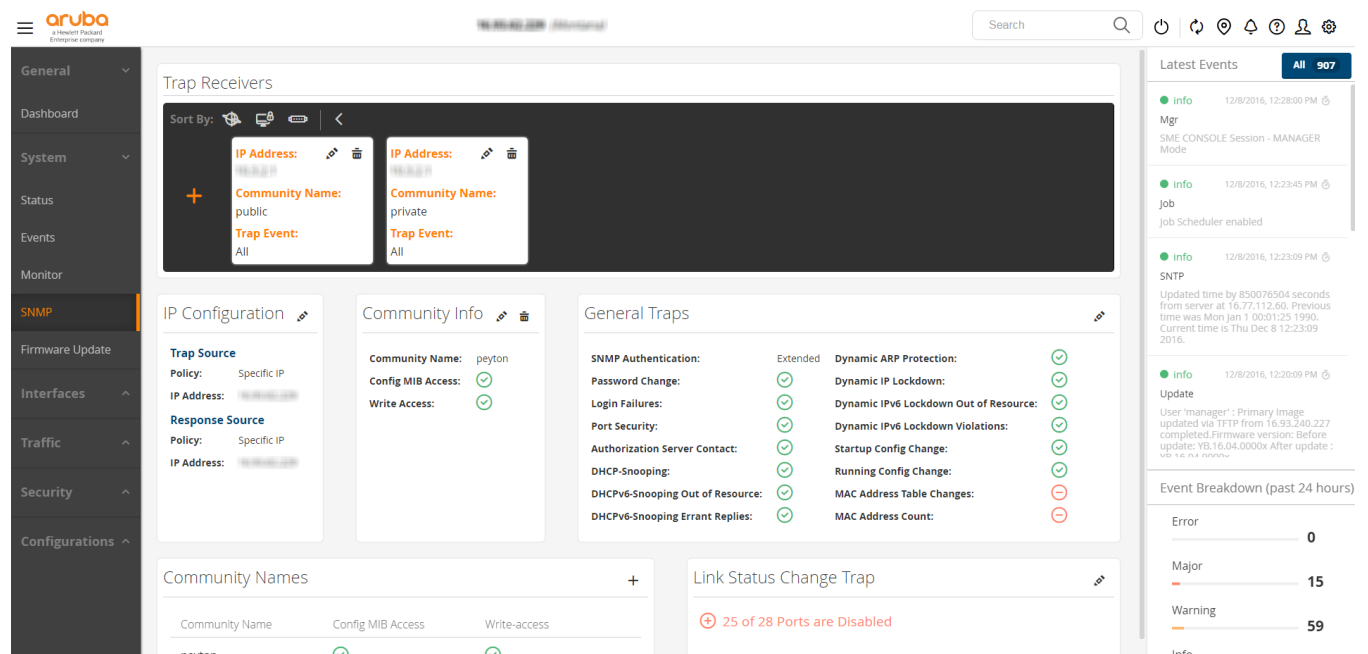 aruba
a Hewlett Packard
Enterprise company
Search
General
Dashboard
System
Status
Events
Monitor
SNMP
Firmware Update
Interfaces
Traffic
Security
Configurations
Trap Receivers
Sort By:
IP Address:
Community Name:
public
Trap Event:
All
IP Address:
Community Name:
private
Trap Event:
All
IP Configuration
Trap Source
Policy: Specific IP
IP Address:
Response Source
Policy: Specific IP
IP Address:
Community Info
Community Name: peyton
Config MIB Access:
Write Access:
General Traps
SNMP Authentication: Extended
Password Change:
Login Failures:
Port Security:
Authorization Server Contact:
DHCP-Snooping:
DHCPv6-Snooping Out of Resource:
DHCPv6-Snooping Errant Replies:
Dynamic ARP Protection:
Dynamic IP Lockdown:
Dynamic IPv6 Lockdown Out of Resource:
Dynamic IPv6 Lockdown Violations:
Startup Config Change:
Running Config Change:
MAC Address Table Changes:
MAC Address Count:
Community Names
Community Name Config MIB Access Write-access
peyton
Link Status Change Trap
25 of 28 Ports are Disabled
Latest Events
All 907
info 12/8/2016, 12:28:00 PM
Mgr
SME CONSOLE Session - MANAGER
Mode
info 12/8/2016, 12:23:45 PM
Job
Job Scheduler enabled
info 12/8/2016, 12:23:09 PM
SNTP
Updated time by 850076504 seconds
from server at 16.77,112,60. Previous
time was Mon Jan 1 00:01:25 1990.
Current time is Thu Dec 8 12:23:09
2016.
info 12/8/2016, 12:20:09 PM
Update
User 'manager' : Primary Image
updated via TFTP from 16.93.240.227
completed.Firmware version: Before
update: YB.16.04.0000x After update :
YB.16.04.0000x
Event Breakdown (past 24 hours)
Error
0
Major
15
Warning
59
Info